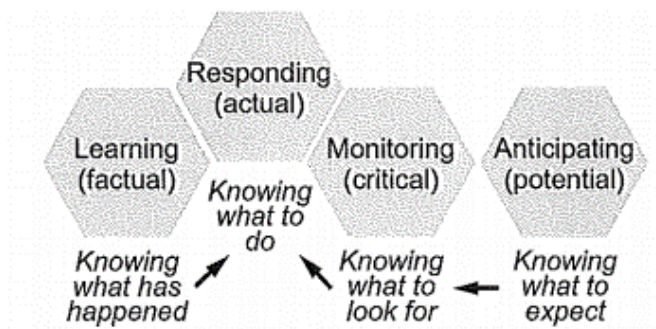 Responding
(actual)
Learning
(factual)
Monitoring
(critical)
Anticipating
(potential)
Knowing
what to
do
Knowing
what has
happened
Knowing
what to
look for
Knowing
what to
expect